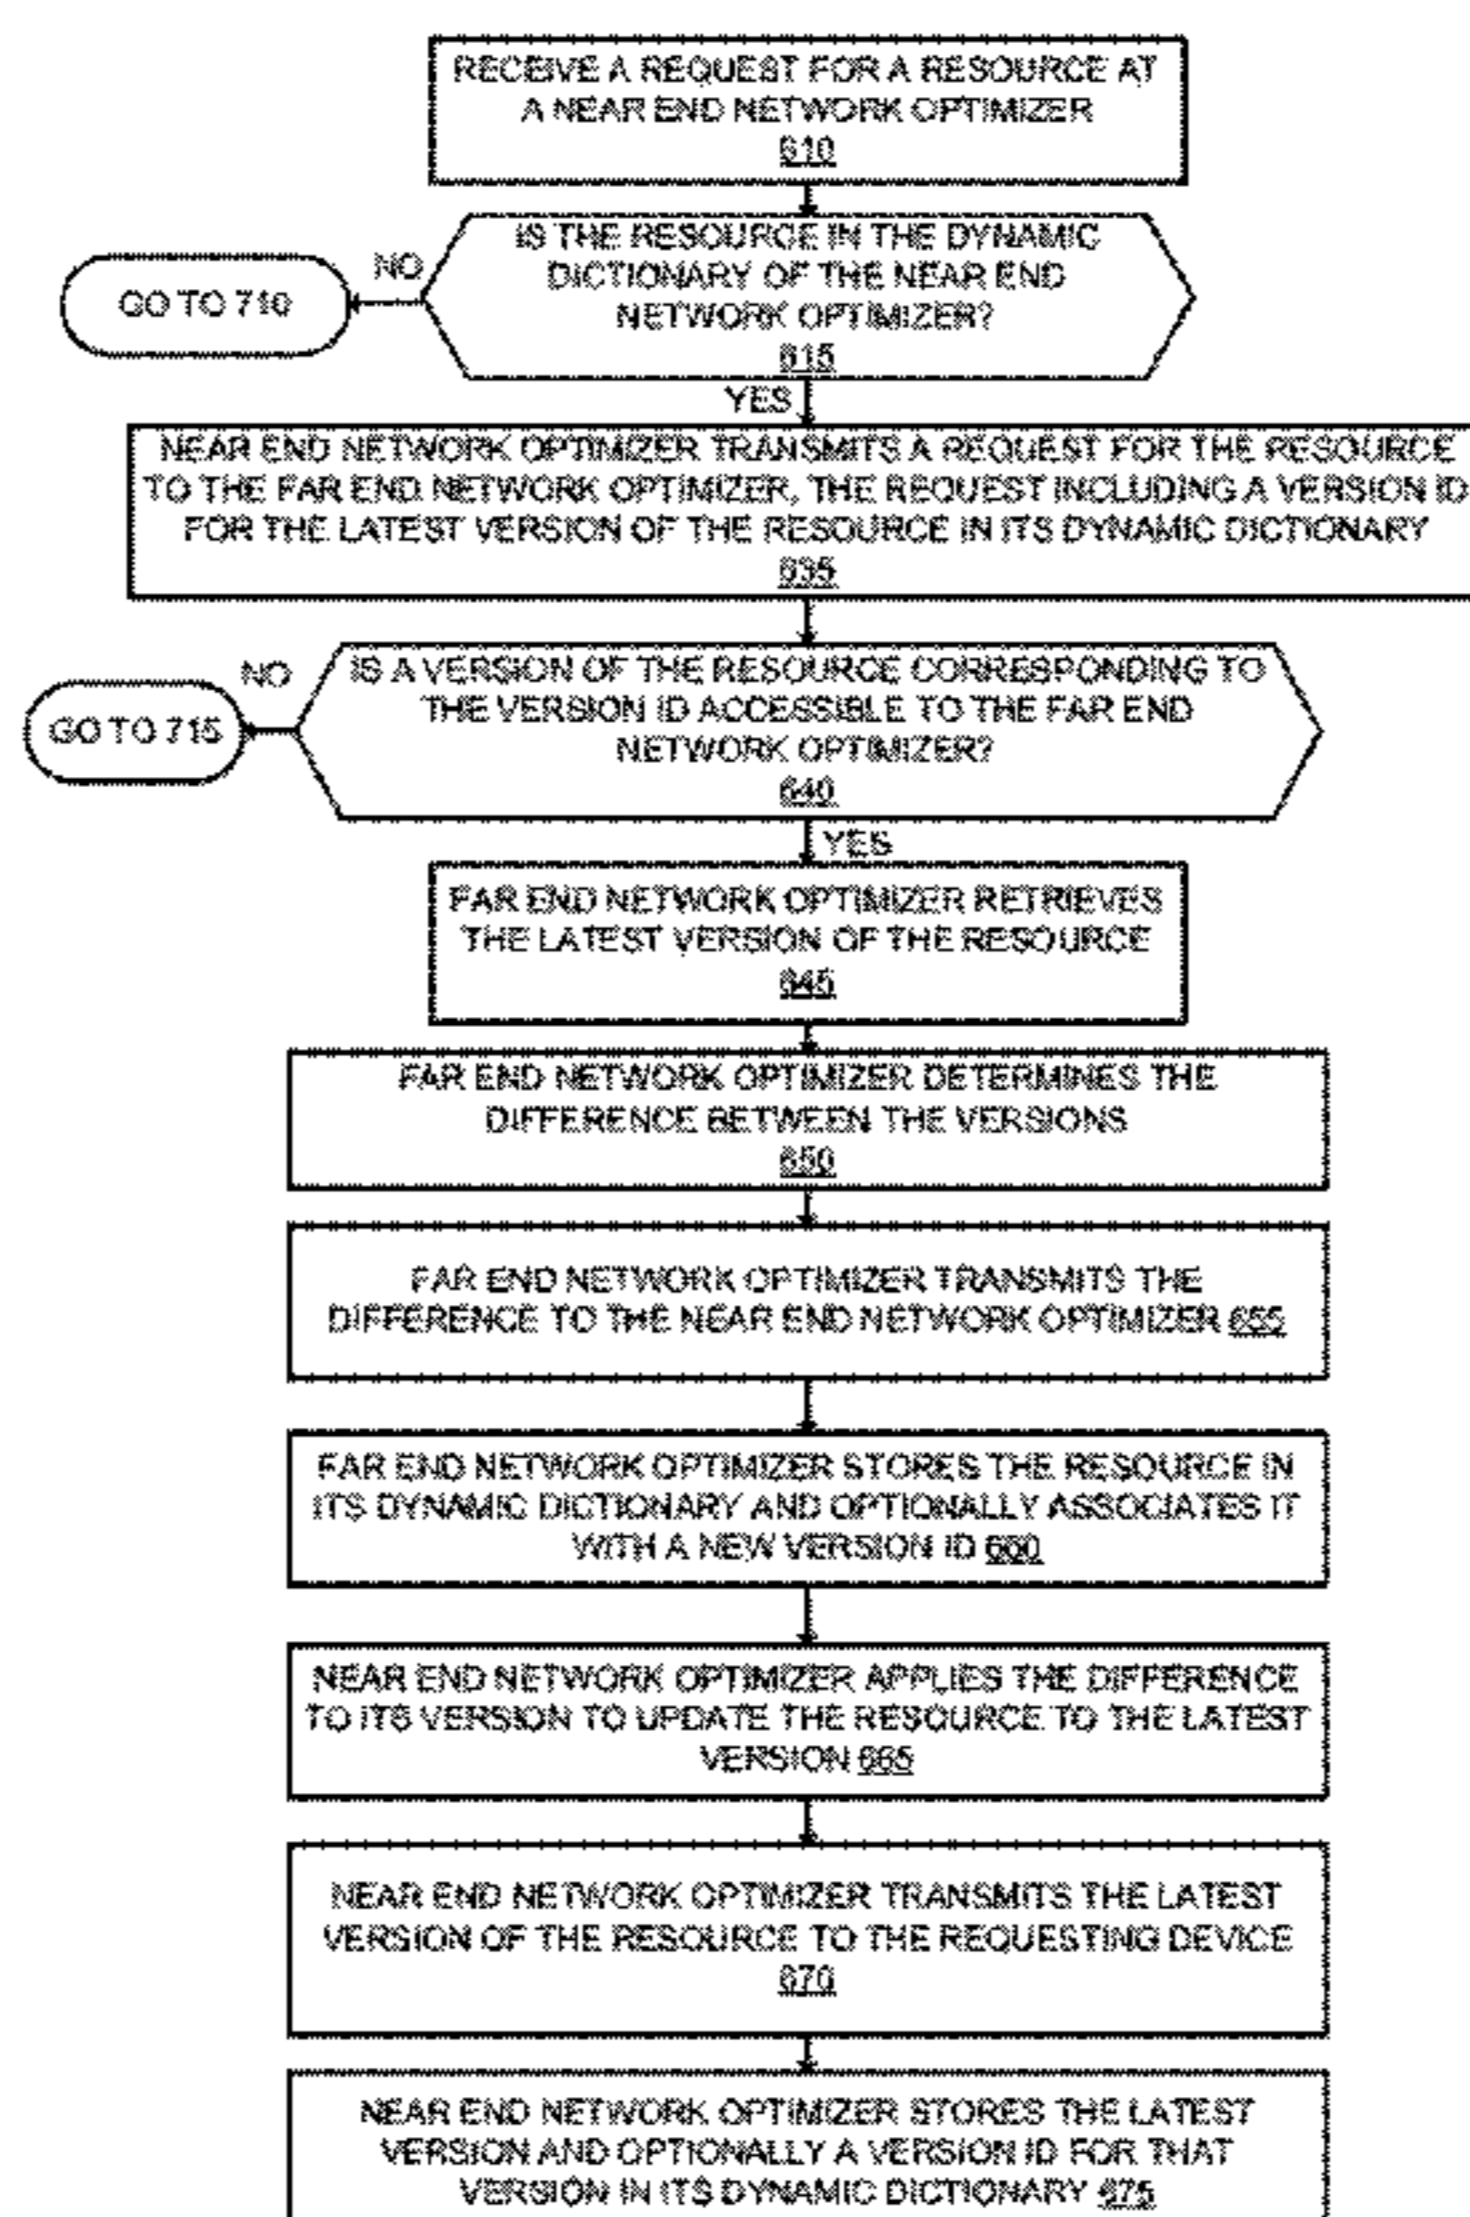 RECEIVE A REQUEST FOR A RESOURCE AT
A NEAR END NETWORK OPTIMIZER
610
IS THE RESOURCE IN THE DYNAMIC
DICTIONARY OF THE NEAR END
NETWORK OPTIMIZER?
615
NO
GO TO 710
YES
NEAR END NETWORK OPTIMIZER TRANSMITS A REQUEST FOR THE RESOURCE
TO THE FAR END NETWORK OPTIMIZER, THE REQUEST INCLUDING A VERSION ID
FOR THE LATEST VERSION OF THE RESOURCE IN ITS DYNAMIC DICTIONARY
635
IS A VERSION OF THE RESOURCE CORRESPONDING TO
THE VERSION ID ACCESSIBLE TO THE FAR END
NETWORK OPTIMIZER?
640
NO
GO TO 715
YES
FAR END NETWORK OPTIMIZER RETRIEVES
THE LATEST VERSION OF THE RESOURCE
645
FAR END NETWORK OPTIMIZER DETERMINES THE
DIFFERENCE BETWEEN THE VERSIONS
650
FAR END NETWORK OPTIMIZER TRANSMITS THE
DIFFERENCE TO THE NEAR END NETWORK OPTIMIZER 655
FAR END NETWORK OPTIMIZER STORES THE RESOURCE IN
ITS DYNAMIC DICTIONARY AND OPTIONALLY ASSOCIATES IT
WITH A NEW VERSION ID 660
NEAR END NETWORK OPTIMIZER APPLIES THE DIFFERENCE
TO ITS VERSION TO UPDATE THE RESOURCE TO THE LATEST
VERSION 665
NEAR END NETWORK OPTIMIZER TRANSMITS THE LATEST
VERSION OF THE RESOURCE TO THE REQUESTING DEVICE
670
NEAR END NETWORK OPTIMIZER STORES THE LATEST
VERSION AND OPTIONALLY A VERSION ID FOR THAT
VERSION IN ITS DYNAMIC DICTIONARY 675